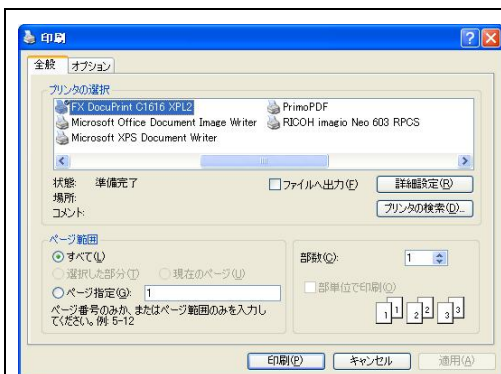 印刷
全般 オプション
プリンタの選択
FX DocuPrint C1616 XPL2 PrimoPDF
Microsoft Office Document Image Writer RICOH imagio Neo 603 RPCS
Microsoft XPS Document Writer
状態: 準備完了 ファイルへ出力(F) 詳細設定(R)
場所:
コメント: プリンタの検索(D)...
ページ範囲
すべて(L) 部数(C): 1
選択した部分(T) 現在のページ(U) 部単位で印刷(O)
ページ指定(G): 1
ページ番号のみか、またはページ範囲のみを入力し
てください。例: 5-12
1 1 2 2 3 3
印刷(P) キャンセル 適用(A)